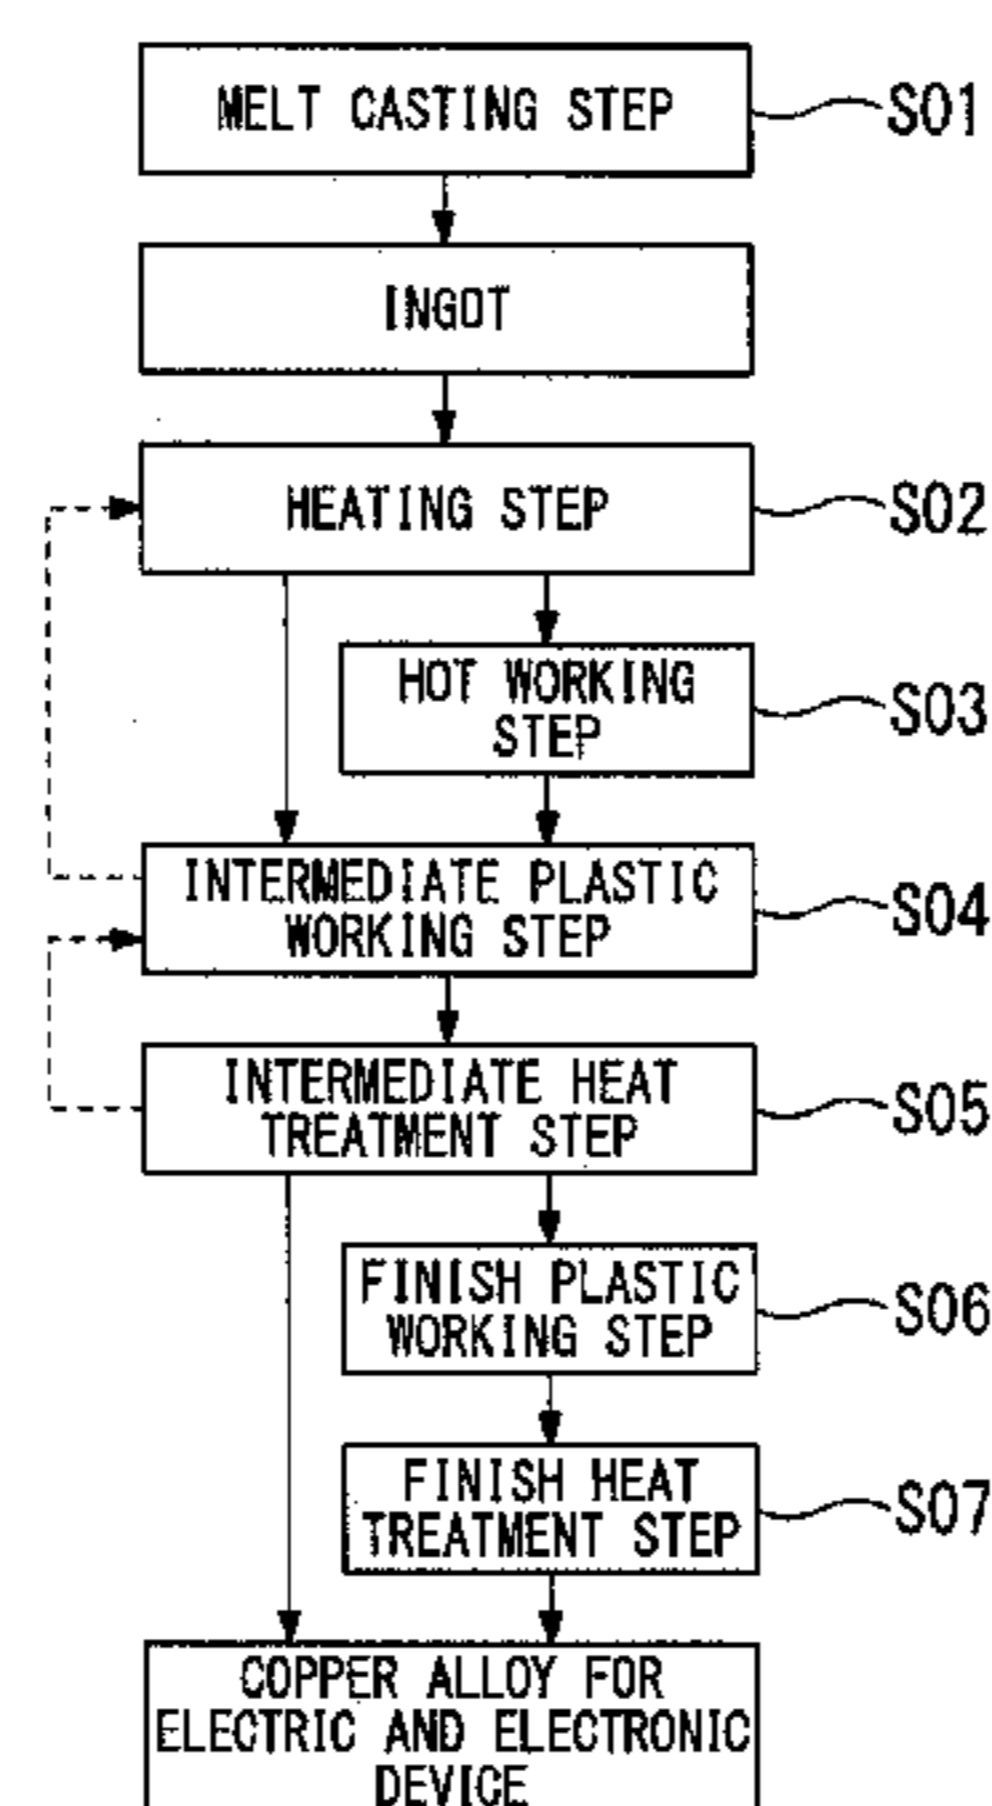 MELT CASTING STEP
S01
INGOT
HEATING STEP
S02
HOT WORKING
STEP
S03
INTERMEDIATE PLASTIC
WORKING STEP
S04
INTERMEDIATE HEAT
TREATMENT STEP
S05
FINISH PLASTIC
WORKING STEP
S06
FINISH HEAT
TREATMENT STEP
S07
COPPER ALLOY FOR
ELECTRIC AND ELECTRONIC
DEVICE